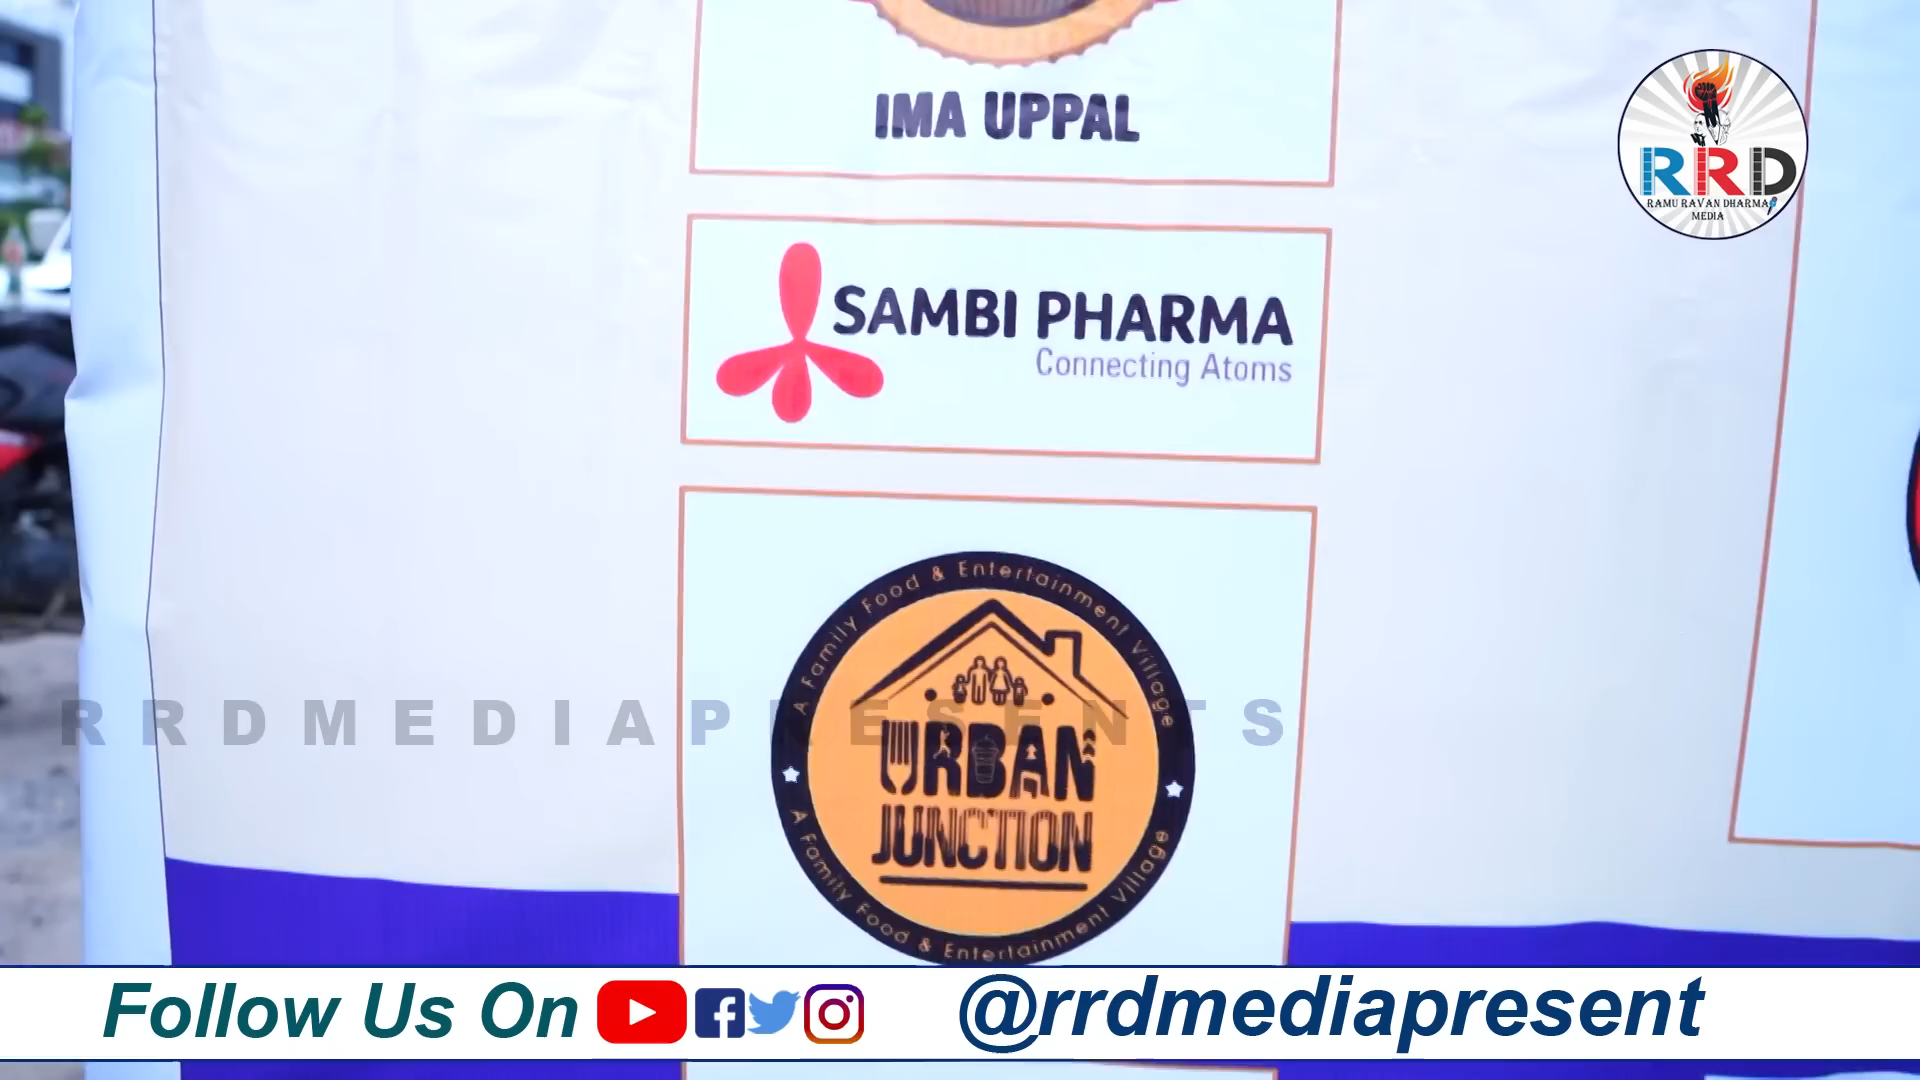 IMA UPPAL
RRD
RAMU RAVAN DHARMA
MEDIA
SAMBI PHARMA
Connecting Atoms
A Family Food & Entertainment Village
URBAN
JUNCTION
A Family Food & Entertainment Village
RRDMEDIAPRESENTS
Follow Us On @rrdmediapresent